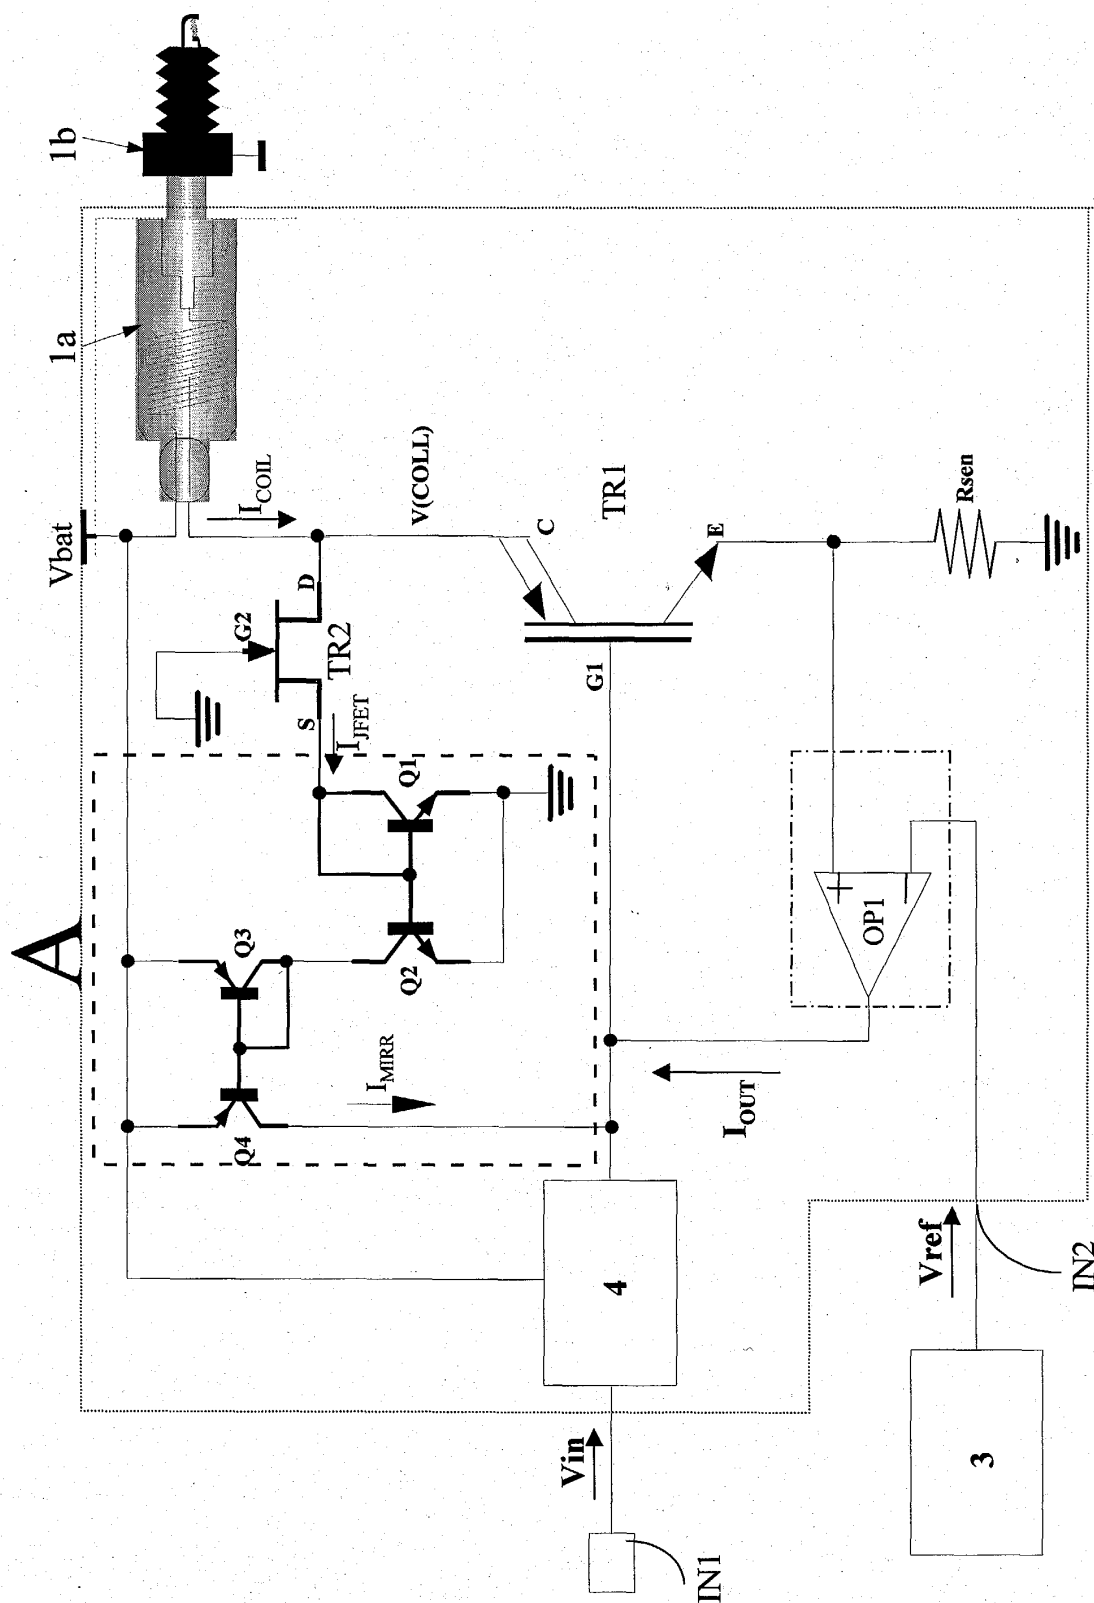 A
1a
1b
Vbat
I_COIL
G2
D
TR2
S
I_JFET
V(COLL)
C
TR1
E
G1
Rsen
Q1
Q2
Q3
Q4
I_MIRR
+
−
OP1
I_OUT
4
Vin
IN1
Vref
IN2
3